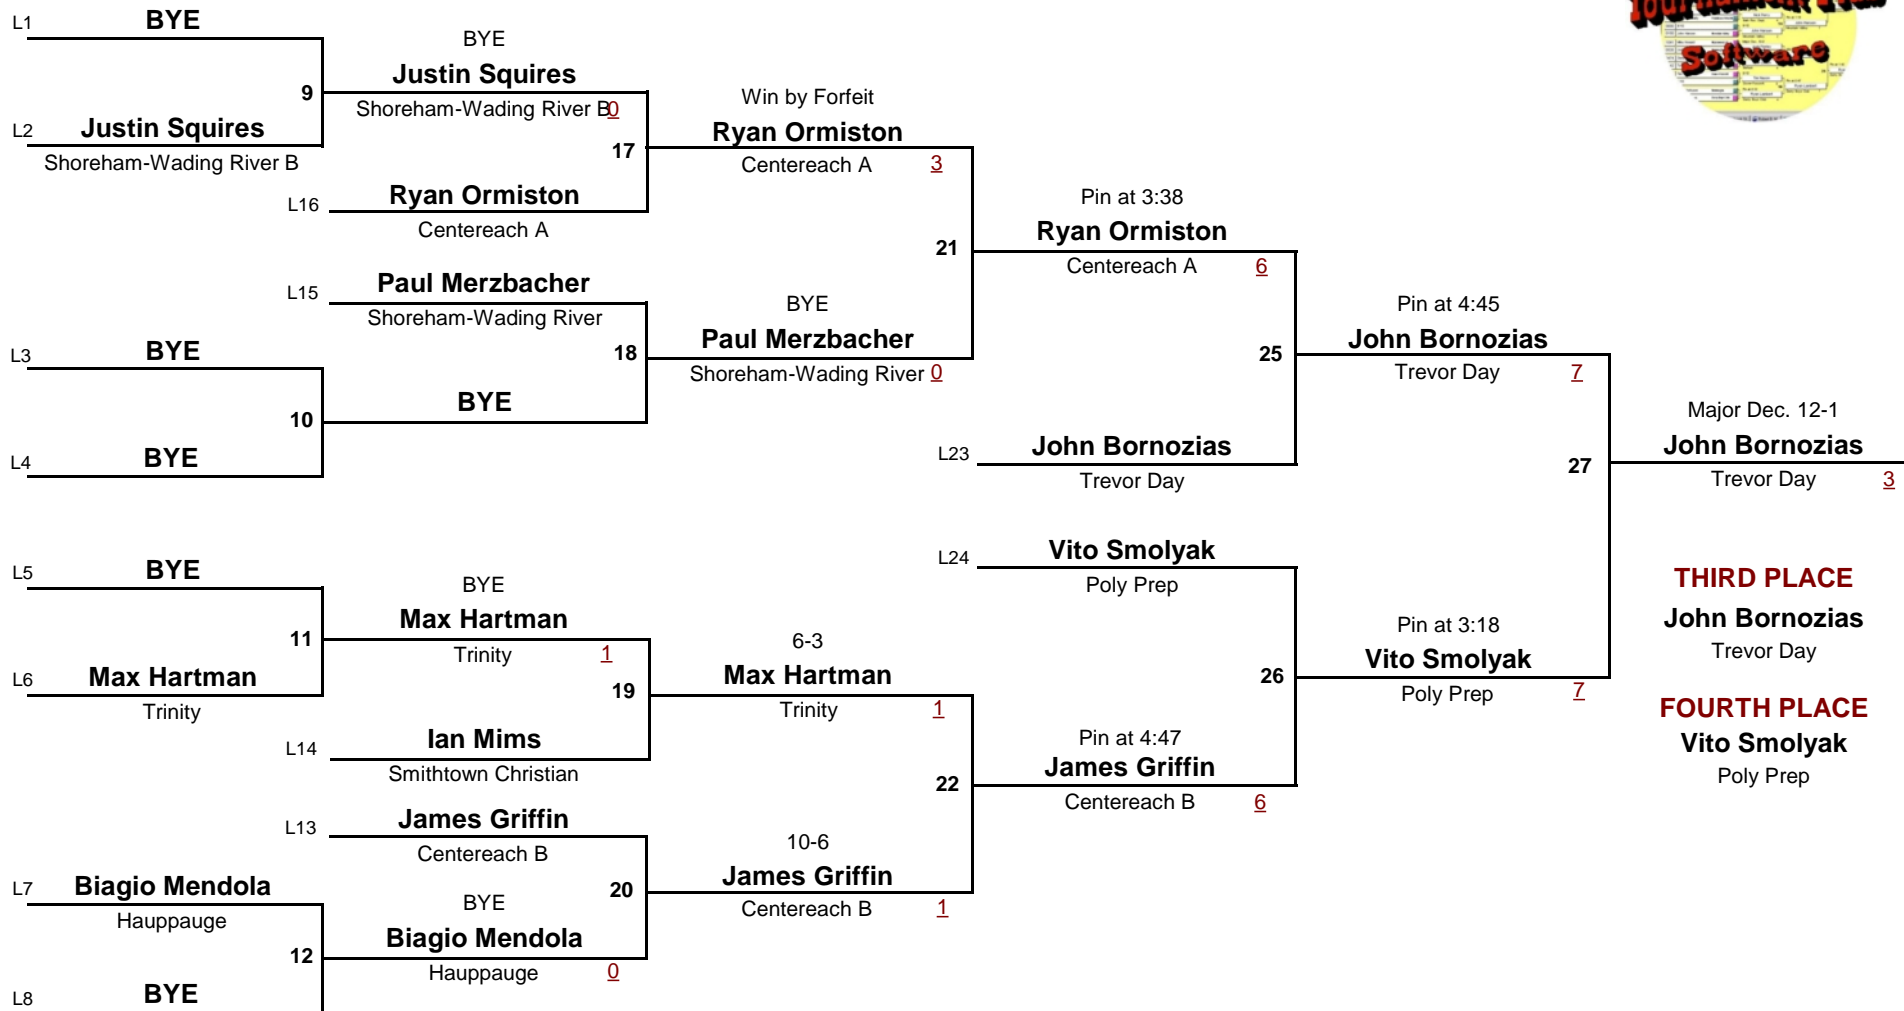 L1 BYE
BYE
Justin Squires
9
Shoreham-Wading River B 0
L2 Justin Squires
Shoreham-Wading River B
17
L16 Ryan Ormiston
Centereach A
Win by Forfeit
Ryan Ormiston
Centereach A 3
L15 Paul Merzbacher
Shoreham-Wading River
18
L3 BYE
10
BYE
L4 BYE
BYE
Paul Merzbacher
Shoreham-Wading River 0
21
Pin at 3:38
Ryan Ormiston
Centereach A 6
25
L23 John Bornozias
Trevor Day
Pin at 4:45
John Bornozias
Trevor Day 7
27
Major Dec. 12-1
John Bornozias
Trevor Day 3
L5 BYE
BYE
Max Hartman
11
Trinity 1
L6 Max Hartman
Trinity
19
L14 Ian Mims
Smithtown Christian
6-3
Max Hartman
Trinity 1
L13 James Griffin
Centereach B
20
L7 Biagio Mendola
Hauppauge
BYE
Biagio Mendola
12
Hauppauge 0
L8 BYE
10-6
James Griffin
Centereach B 1
22
L24 Vito Smolyak
Poly Prep
26
Pin at 4:47
James Griffin
Centereach B 6
Pin at 3:18
Vito Smolyak
Poly Prep 7
THIRD PLACE
John Bornozias
Trevor Day
FOURTH PLACE
Vito Smolyak
Poly Prep
Software